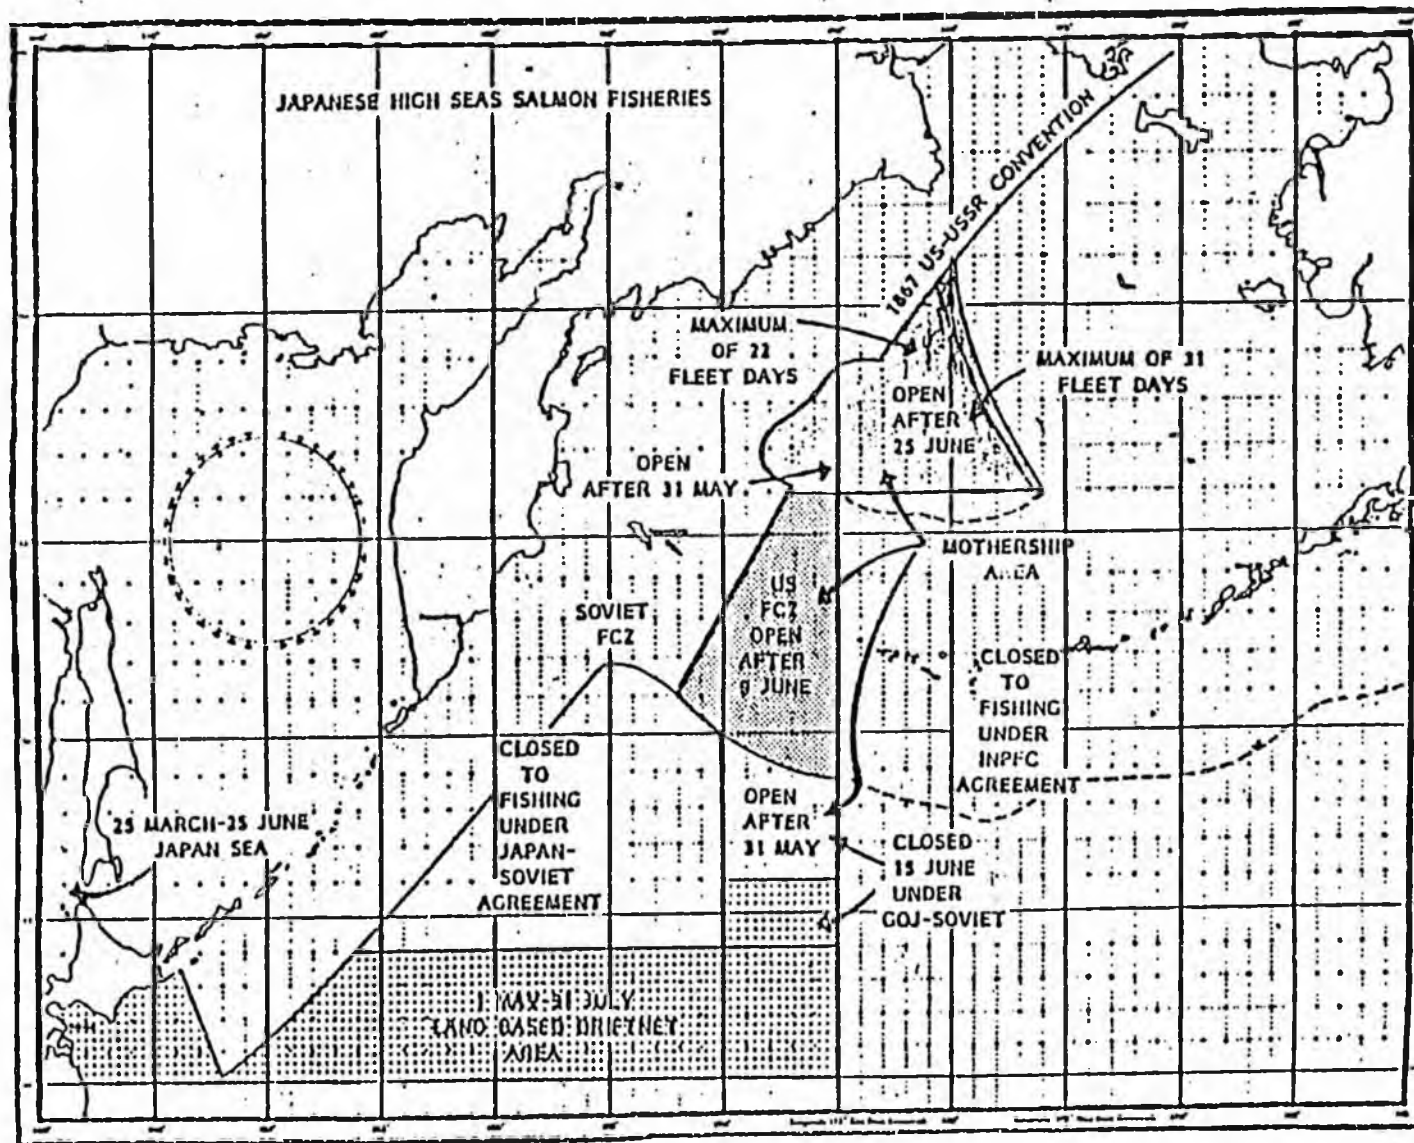 JAPANESE HIGH SEAS SALMON FISHERIES
1867 US-USSR CONVENTION
MAXIMUM
OF 22
FLEET DAYS
MAXIMUM OF 31
FLEET DAYS
OPEN
AFTER
25 JUNE
OPEN
AFTER 31 MAY
MOTHERSHIP
AREA
US
FCZ
OPEN
AFTER
JUNE
SOVIET
FCZ
CLOSED
TO
FISHING
UNDER
INPFC
AGREEMENT
CLOSED
TO
FISHING
UNDER
JAPAN-
SOVIET
AGREEMENT
OPEN
AFTER
31 MAY
25 MARCH-25 JUNE
JAPAN SEA
CLOSED
15 JUNE
UNDER
GOJ-SOVIET
1 MAY-31 JULY
LAND BASED DRIFTNET
AREA